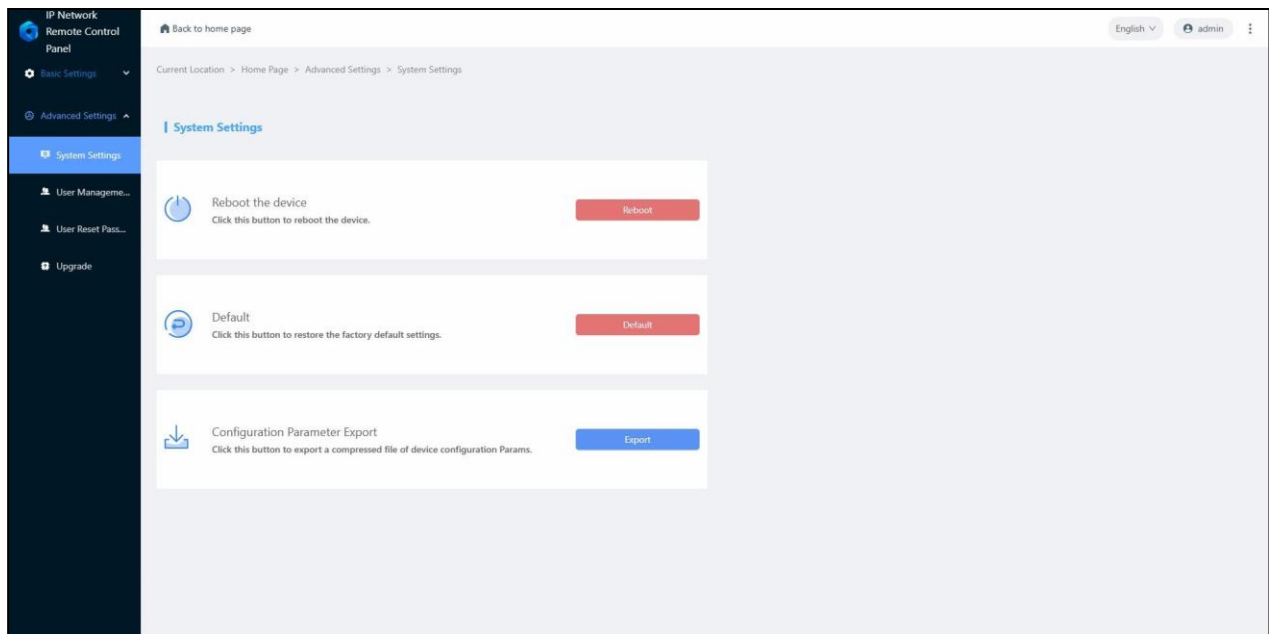 IP Network
Remote Control
Panel
Back to home page
English
admin
Basic Settings
Current Location > Home Page > Advanced Settings > System Settings
Advanced Settings
System Settings
System Settings
User Manageme...
Reboot the device
Click this button to reboot the device.
Reboot
User Reset Pass...
Upgrade
Default
Click this button to restore the factory default settings.
Default
Configuration Parameter Export
Click this button to export a compressed file of device configuration Params.
Export